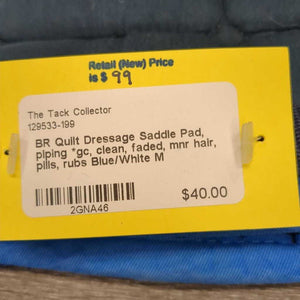 Retail (New) Price
is $ 99
The Tack Collector
129533-199
BR Quilt Dressage Saddle Pad,
piping *gc, clean, faded, mnr hair,
pills, rubs Blue/White M
$40.00
2GNA46